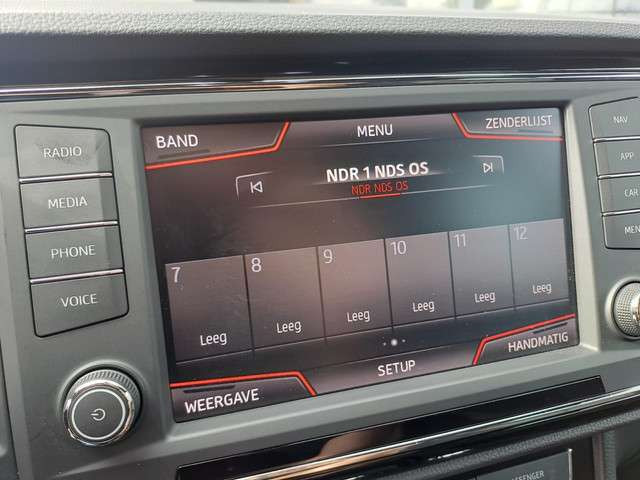 BAND
MENU
ZENDERLIJST
NDR 1 NDS OS
NDR NDS OS
7
8
9
10
11
12
Leeg
Leeg
Leeg
Leeg
Leeg
Leeg
WEERGAVE
SETUP
HANDMATIG
RADIO
MEDIA
PHONE
VOICE
NAV
APP
CAR